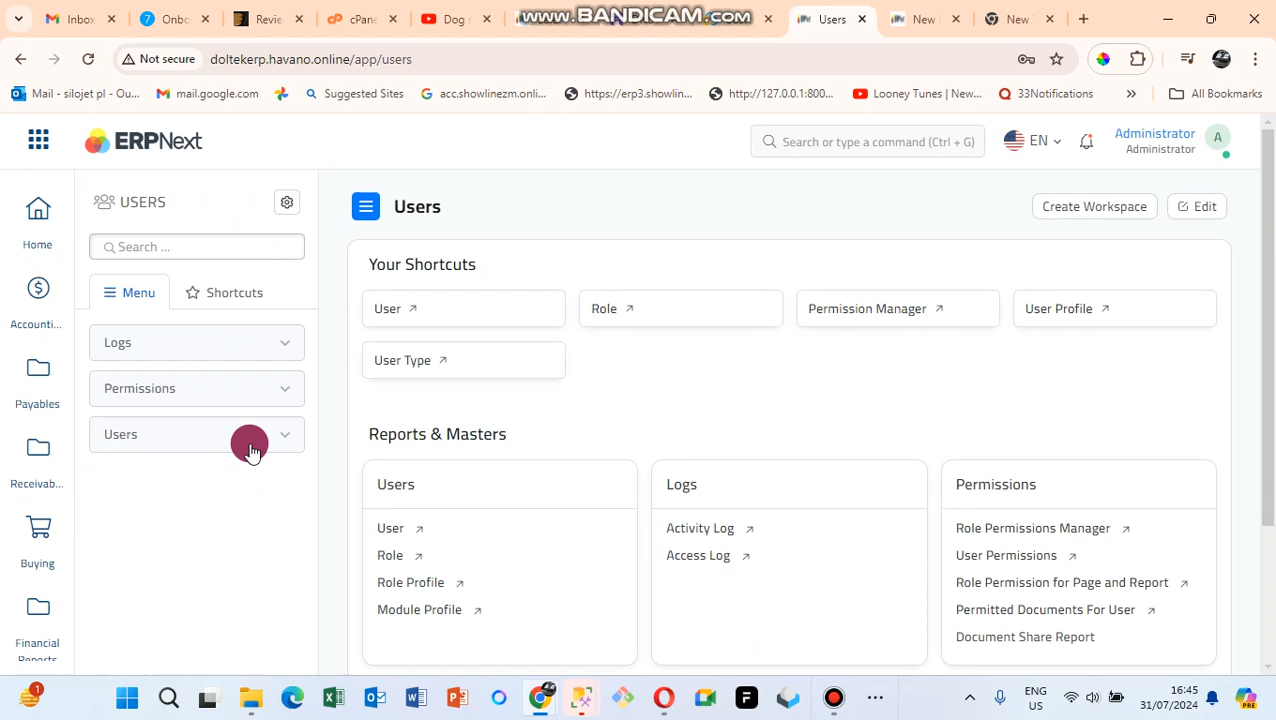 Inbox
Onbo
Revie
cPane
Dog s
www.BANDICAM.com
Users
New
New
Not secure
doltekerp.havano.online/app/users
Mail - silojet pl - Ou...
mail.google.com
Suggested Sites
acc.showlinezm.onli...
https://erp3.showlin...
http://127.0.0.1:800...
Looney Tunes | New...
33Notifications
All Bookmarks
ERPNext
Search or type a command (Ctrl + G)
EN
Administrator
Administrator
A
Home
Accounti...
Payables
Receivab...
Buying
Financial
Reports
USERS
Search ...
Menu
Shortcuts
Logs
Permissions
Users
Users
Create Workspace
Edit
Your Shortcuts
User
Role
Permission Manager
User Profile
User Type
Reports & Masters
Users
User
Role
Role Profile
Module Profile
Logs
Activity Log
Access Log
Permissions
Role Permissions Manager
User Permissions
Role Permission for Page and Report
Permitted Documents For User
Document Share Report
1
ENG
US
16:45
31/07/2024
PRE